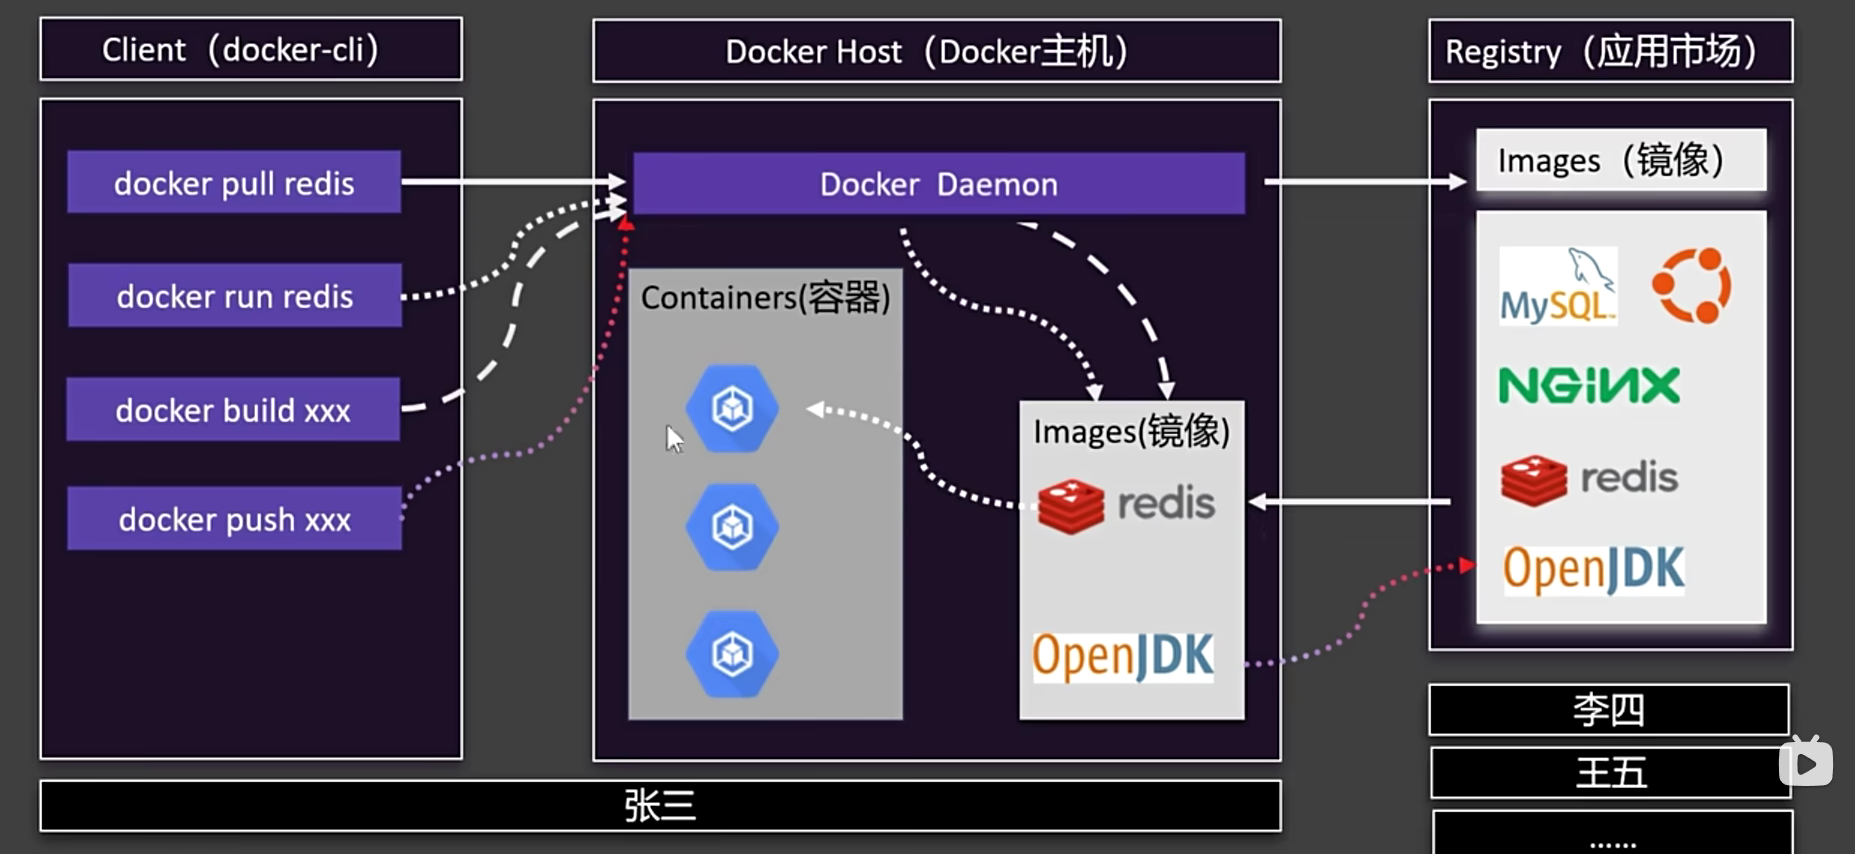 Client（docker-cli）
docker pull redis
docker run redis
docker build xxx
docker push xxx
Docker Host（Docker主机）
Docker Daemon
Containers(容器)
Images(镜像)
redis
OpenJDK
Registry（应用市场）
Images（镜像）
MySQL
NGiNX
redis
OpenJDK
张三
李四
王五
......